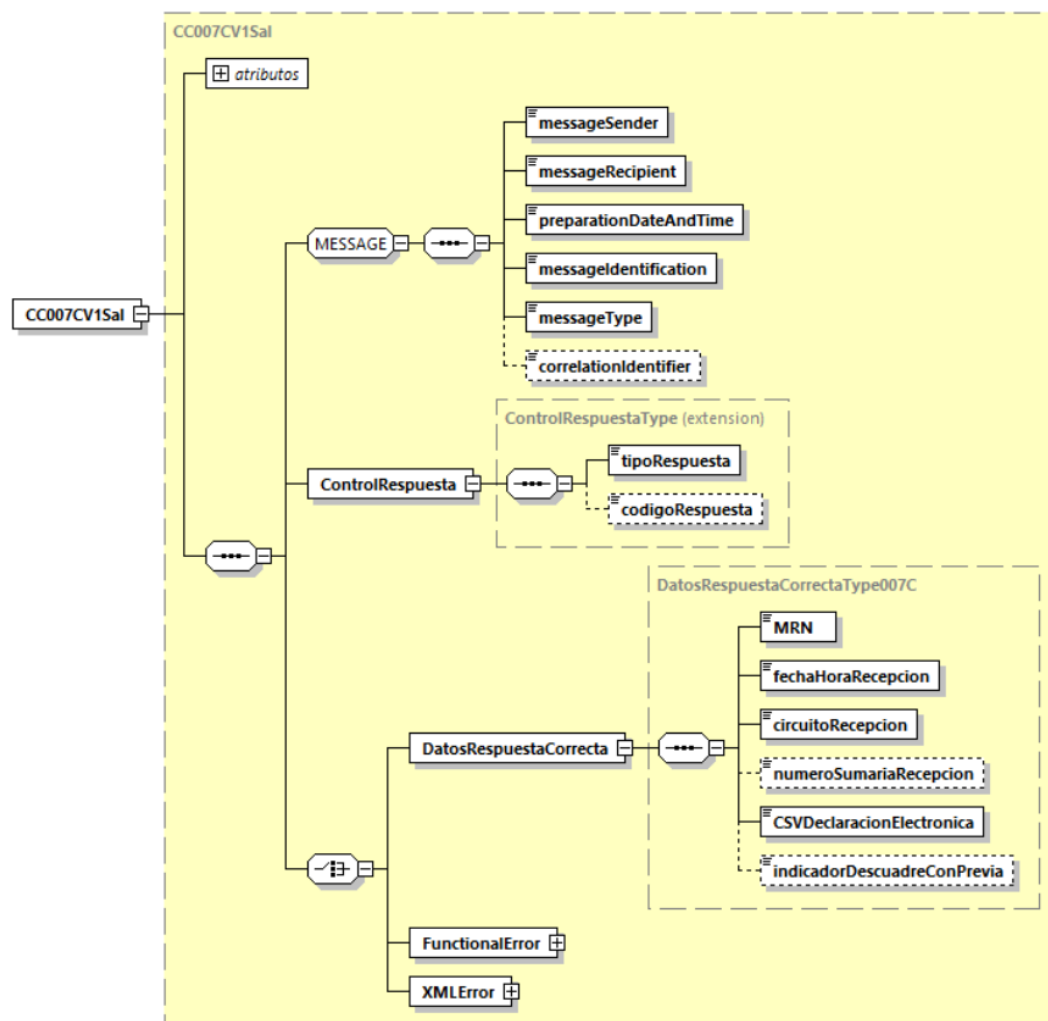 CC007CV1Sal
atributos
messageSender
messageRecipient
preparationDateAndTime
MESSAGE
messageIdentification
messageType
CC007CV1Sal
correlationIdentifier
ControlRespuestaType (extension)
tipoRespuesta
ControlRespuesta
codigoRespuesta
DatosRespuestaCorrectaType007C
MRN
fechaHoraRecepcion
circuitoRecepcion
DatosRespuestaCorrecta
numeroSumariaRecepcion
CSVDeclaracionElectronica
indicadorDescuadreConPrevia
FunctionalError
XMLError